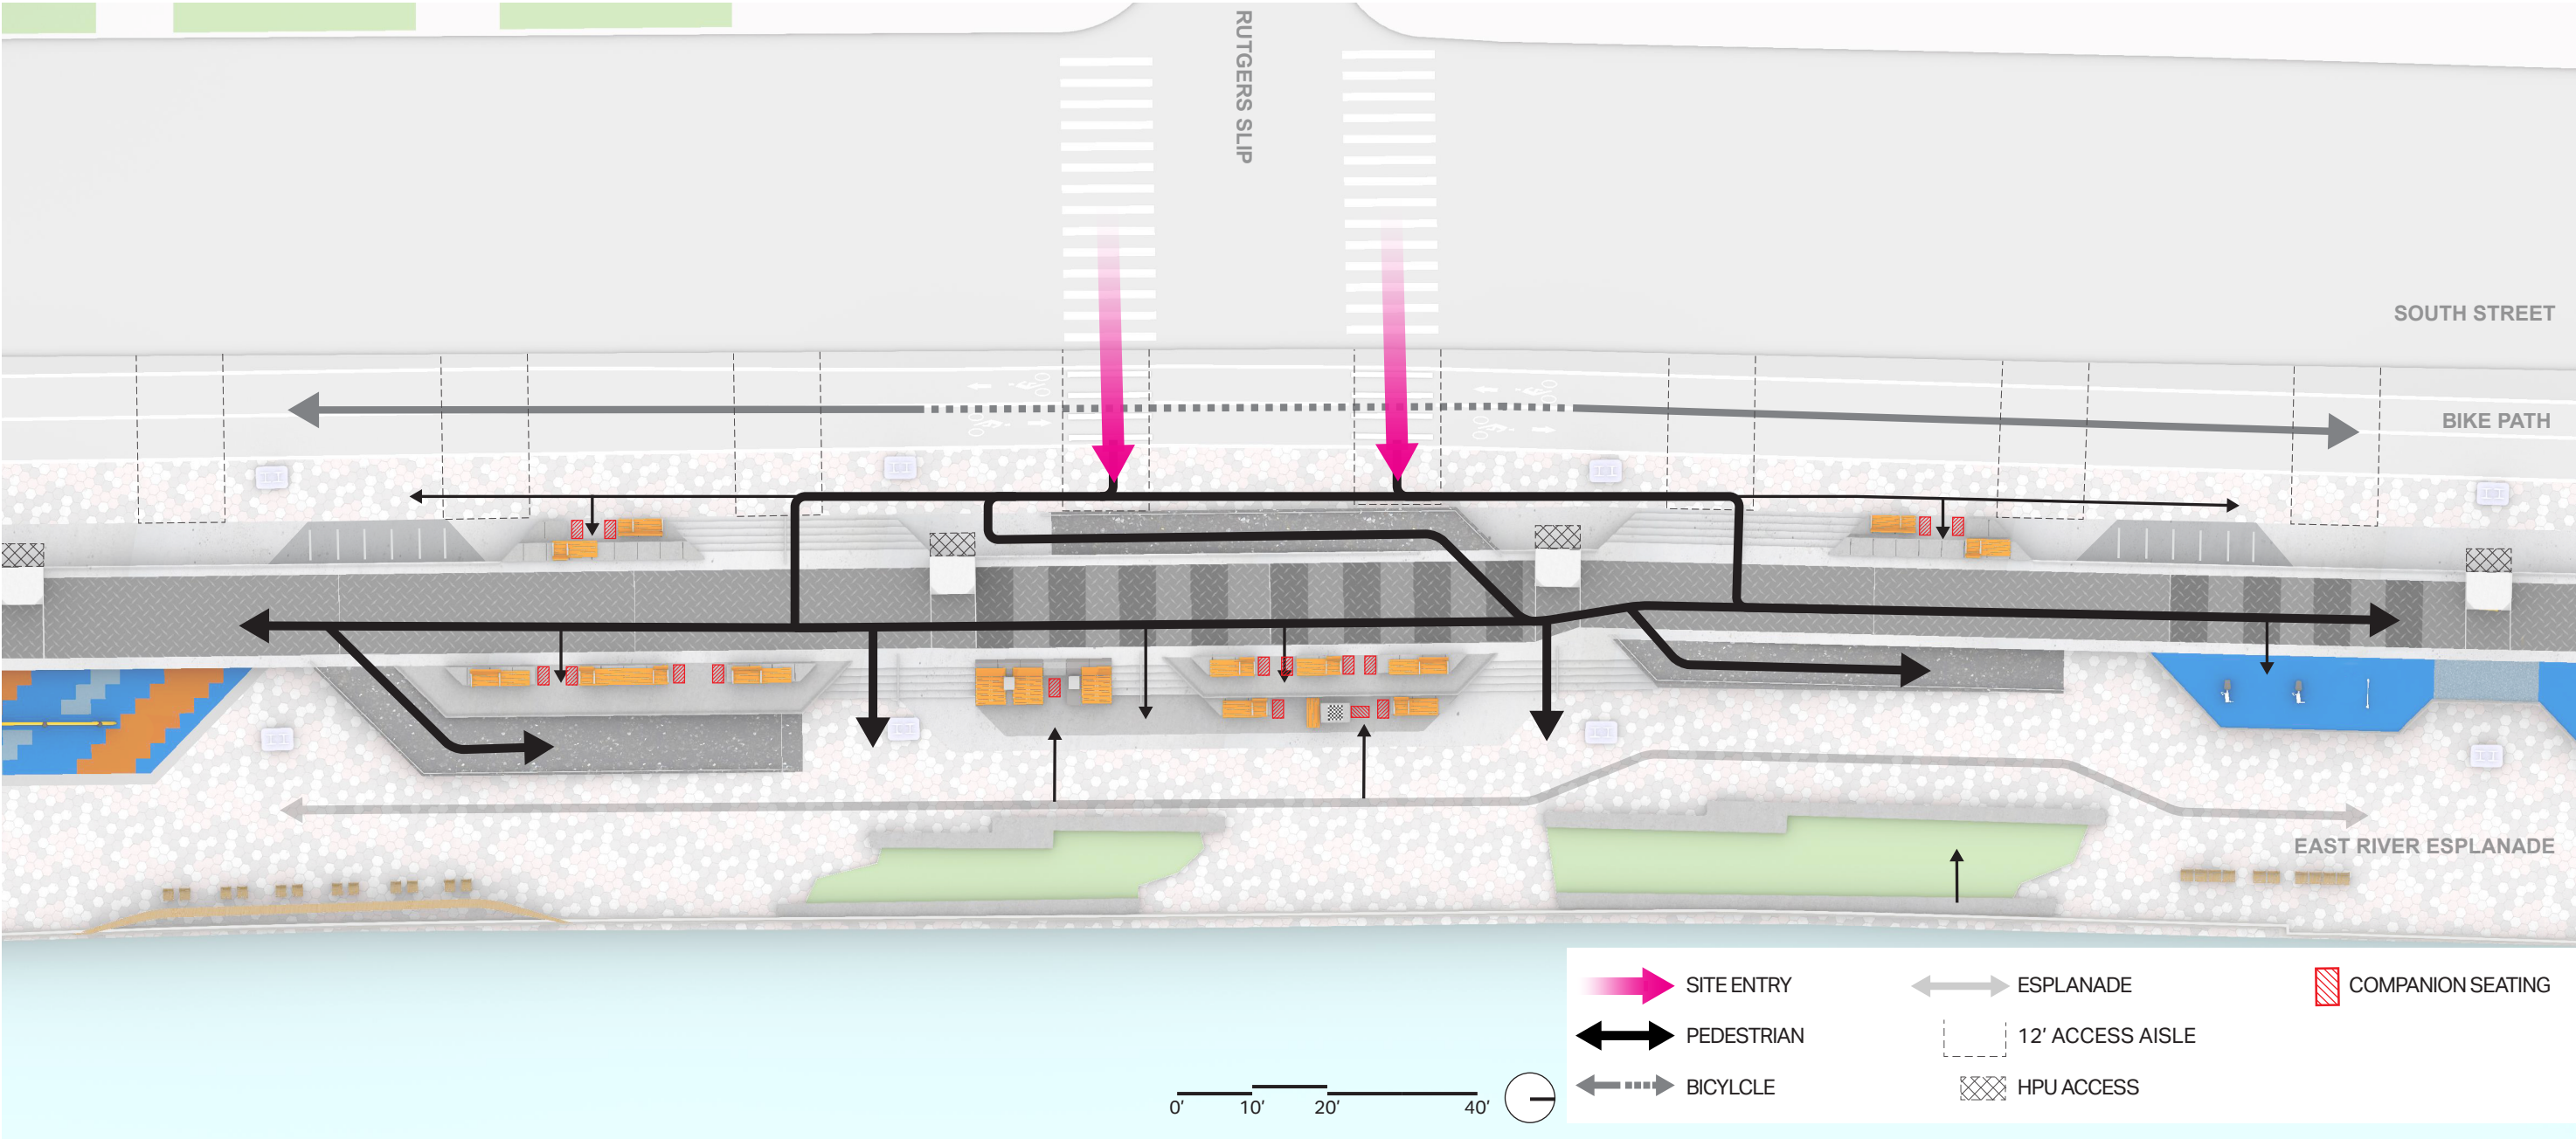 RUTGERS SLIP
SOUTH STREET
BIKE PATH
EAST RIVER ESPLANADE
SITE ENTRY
PEDESTRIAN
BICYLCLE
ESPLANADE
12’ ACCESS AISLE
HPU ACCESS
COMPANION SEATING
0’ 10’ 20’ 40’